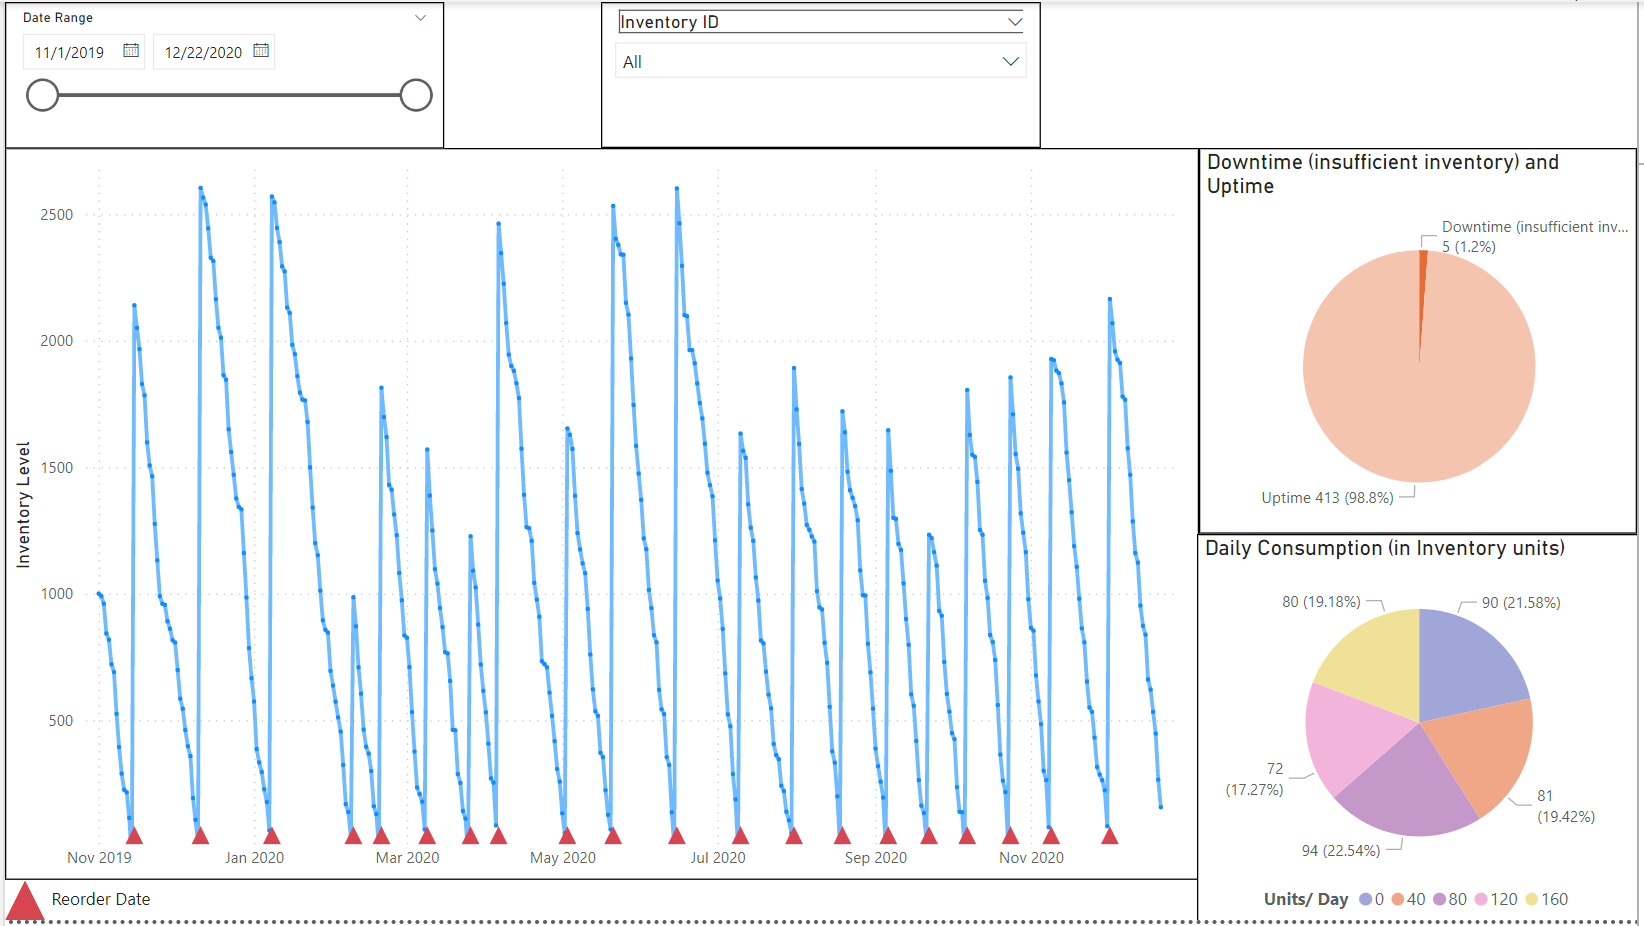 Date Range
11/1/2019
12/22/2020
Inventory ID
All
Inventory Level
2500
2000
1500
1000
500
Nov 2019
Jan 2020
Mar 2020
May 2020
Jul 2020
Sep 2020
Nov 2020
Reorder Date
Downtime (insufficient inventory) and
Uptime
Downtime (insufficient inv...
5 (1.2%)
Uptime 413 (98.8%)
Daily Consumption (in Inventory units)
80 (19.18%)
90 (21.58%)
72
(17.27%)
81
(19.42%)
94 (22.54%)
Units/ Day 0 40 80 120 160